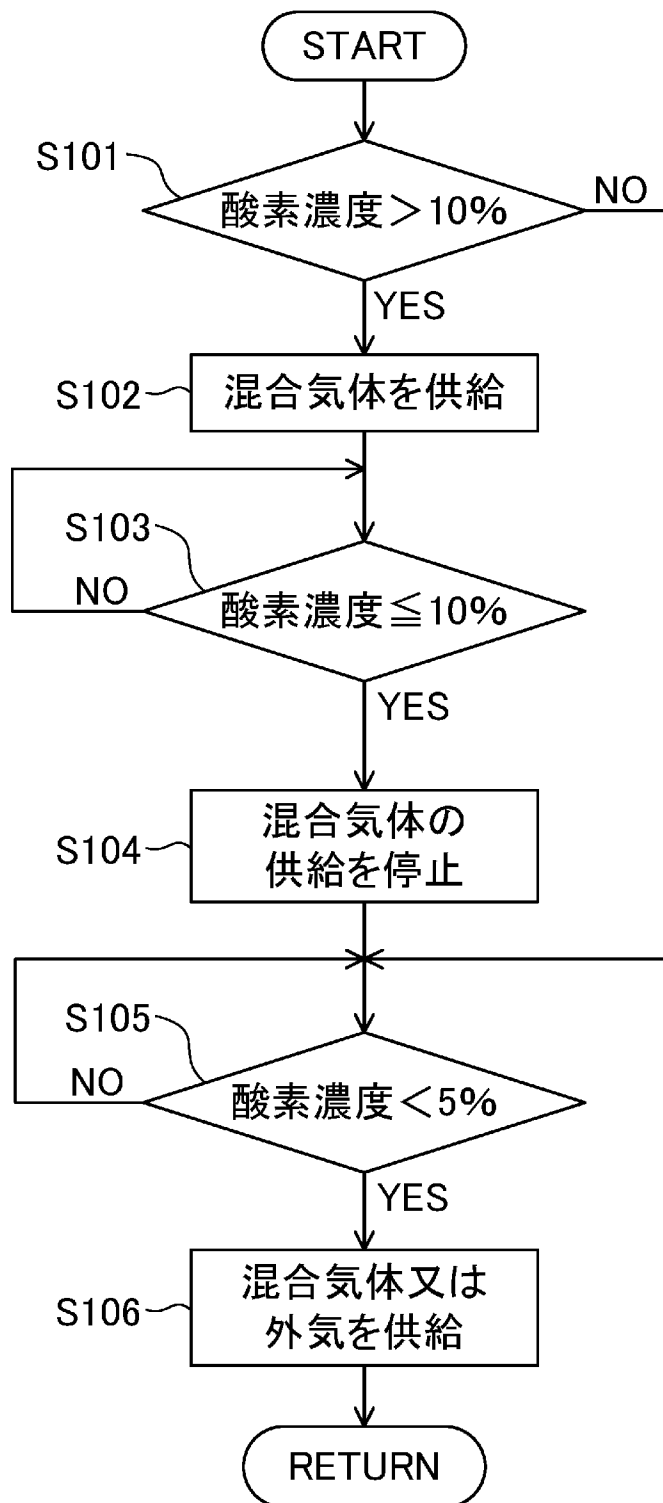 START
S101
酸素濃度>10%
NO
YES
S102
混合気体を供給
S103
NO
酸素濃度≦10%
YES
S104
混合気体の
供給を停止
S105
NO
酸素濃度<5%
YES
S106
混合気体又は
外気を供給
RETURN